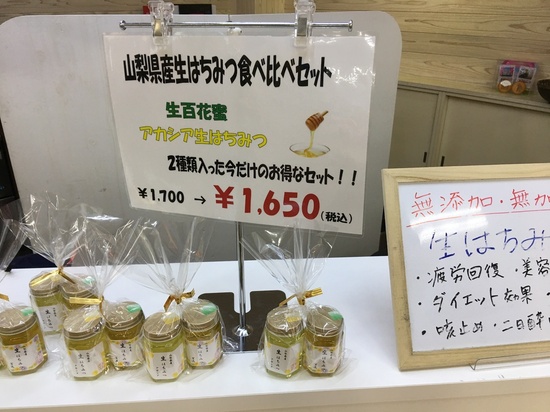 山梨県産生はちみつ食べ比べセット
生百花蜜
アカシア生はちみつ
2種類入った今だけのお得なセット！！
￥1,700 → ￥1,650(税込)
無添加・無加
生はちみ
・疲労回復・美容
・ダイエット効果・
・咳止め・二日酔い